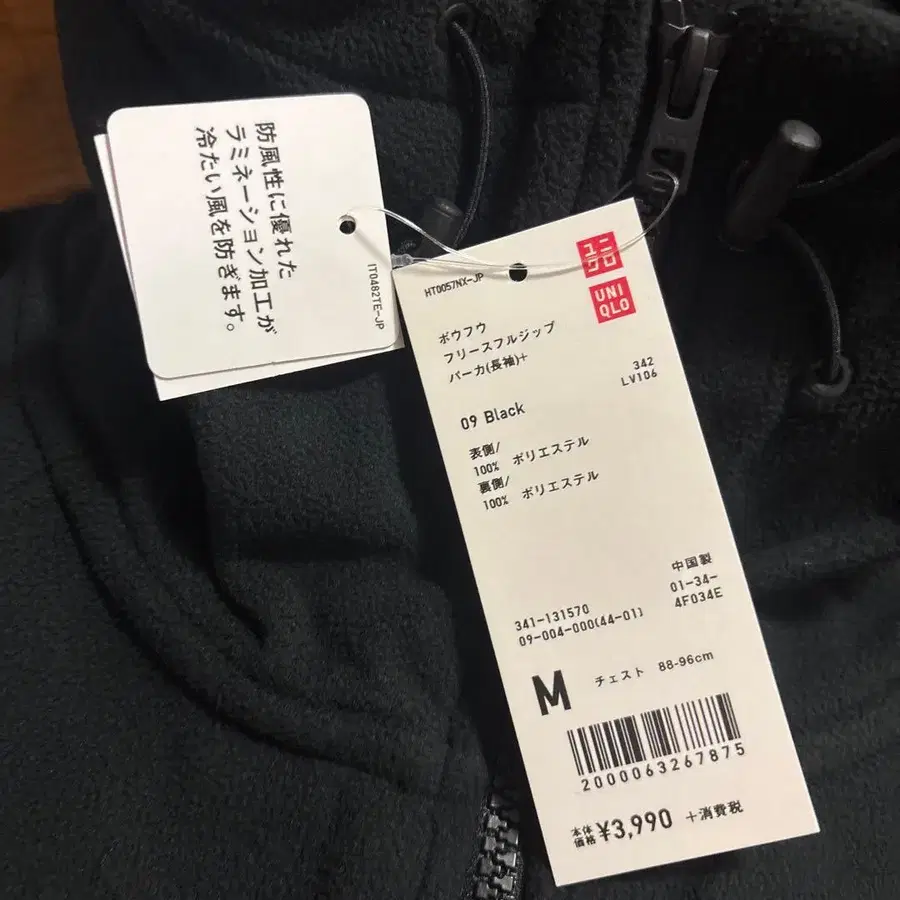 防風性に優れた
ラミネーション加工が
冷たい風を防ぎます。
IT0482TE-JP
HT0057NX-JP
ユニ
クロ
UNI
QLO
ボウフウ
フリースフルジップ
パーカ(長袖)+
342
LV106
09 Black
表側/
100% ポリエステル
裏側/
100% ポリエステル
中国製
01-34-
4F034E
341-131570
09-004-000(44-01)
M チェスト 88-96cm
2000063267875
本体
価格 ¥3,990 +消費税